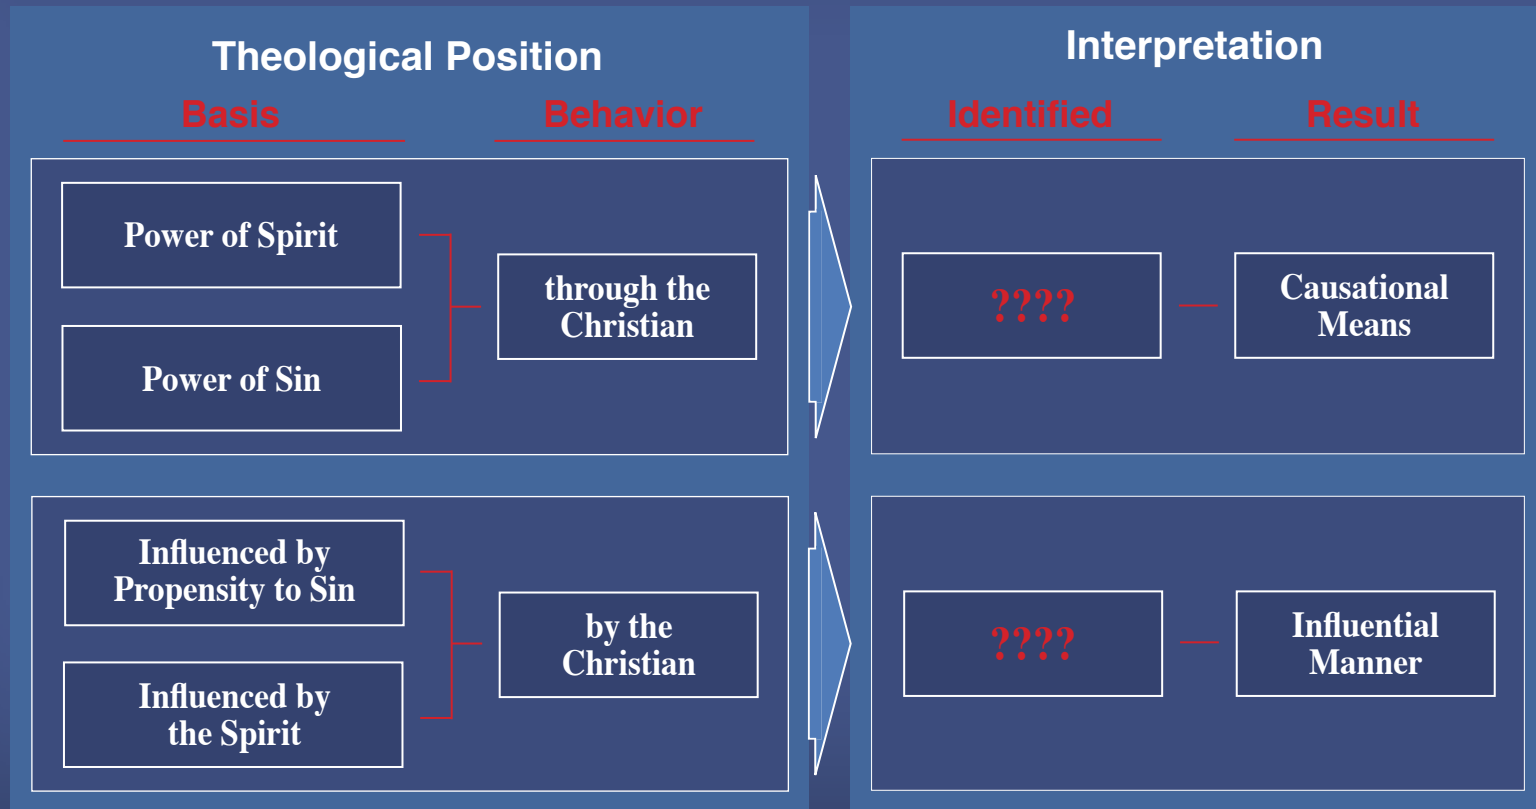 Theological Position
Basis
Behavior
Power of Spirit
Power of Sin
through the
Christian
Influenced by
Propensity to Sin
Influenced by
the Spirit
by the
Christian
Interpretation
Identified
Result
????
Causational
Means
????
Influential
Manner